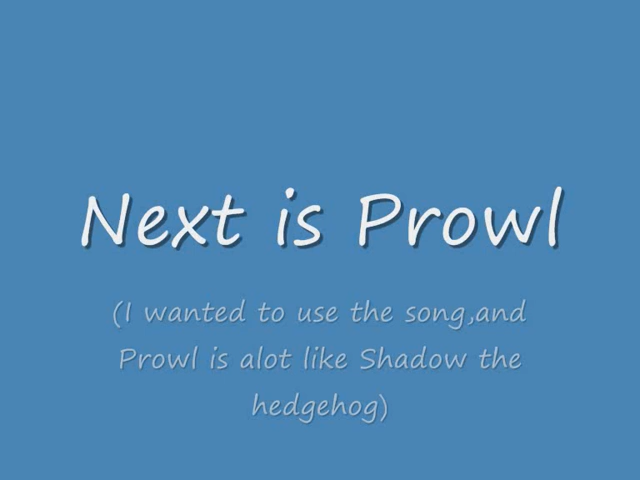 Next is Prowl
(I wanted to use the song,and
Prowl is alot like Shadow the
hedgehog)